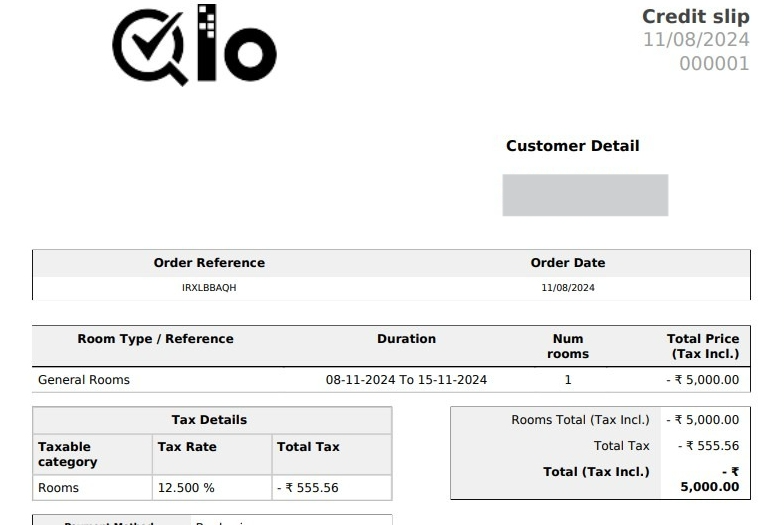 Qlo
Credit slip
11/08/2024
000001
Customer Detail
Order Reference Order Date
IRXLBBAQH 11/08/2024
Room Type / Reference Duration Num rooms Total Price (Tax Incl.)
General Rooms 08-11-2024 To 15-11-2024 1 - ₹ 5,000.00
Tax Details
Taxable category Tax Rate Total Tax
Rooms 12.500 % - ₹ 555.56
Rooms Total (Tax Incl.) - ₹ 5,000.00
Total Tax - ₹ 555.56
Total (Tax Incl.) - ₹ 5,000.00
Payment Method